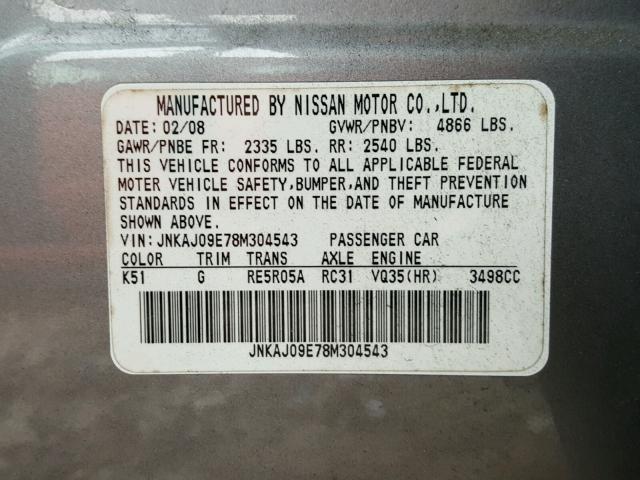 MANUFACTURED BY NISSAN MOTOR CO.,LTD.
DATE: 02/08 GVWR/PNBV: 4866 LBS.
GAWR/PNBE FR: 2335 LBS. RR: 2540 LBS.
THIS VEHICLE CONFORMS TO ALL APPLICABLE FEDERAL
MOTOR VEHICLE SAFETY,BUMPER,AND THEFT PREVENTION
STANDARDS IN EFFECT ON THE DATE OF MANUFACTURE
SHOWN ABOVE.
VIN: JNKAJ09E78M304543 PASSENGER CAR
COLOR TRIM TRANS AXLE ENGINE
K51 G RE5R05A RC31 VQ35(HR) 3498CC
JNKAJ09E78M304543